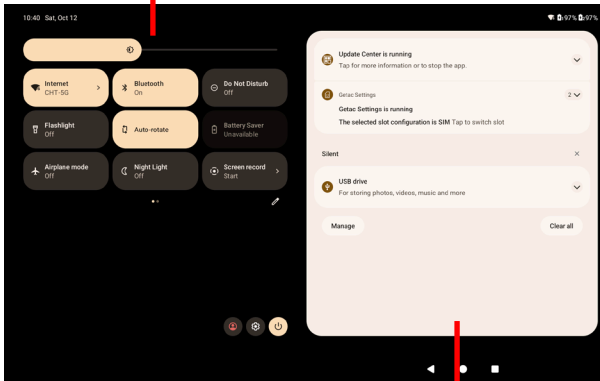 10:40 Sat, Oct 12
97% 97%
Internet
CHT-5G
Bluetooth
On
Do Not Disturb
Off
Flashlight
Off
Auto-rotate
Battery Saver
Unavailable
Airplane mode
Off
Night Light
Off
Screen record
Start
Update Center is running
Tap for more information or to stop the app.
Getac Settings
2
Getac Settings is running
The selected slot configuration is SIM Tap to switch slot
Silent
USB drive
For storing photos, videos, music and more
Manage
Clear all